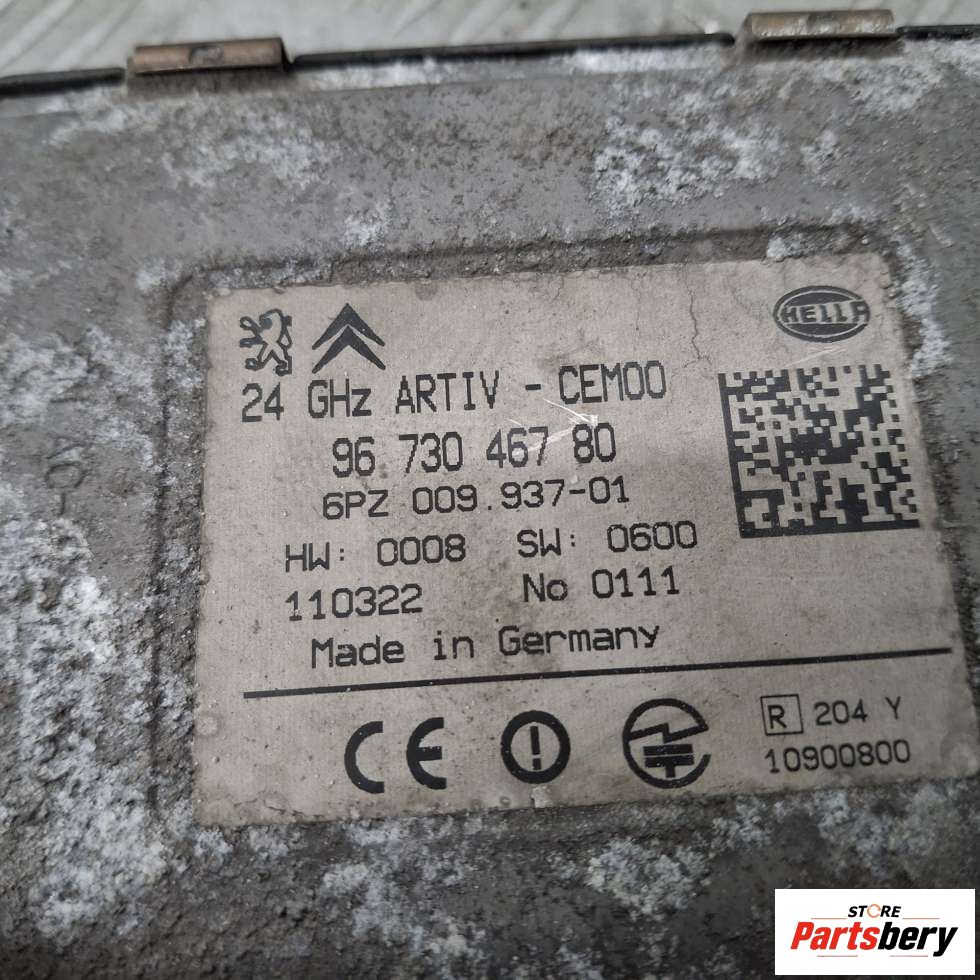 HELLA
24 GHz ARTIV - CEM00
96 730 467 80
6PZ 009.937-01
HW: 0008 SW: 0600
110322 No 0111
Made in Germany
CE
R 204 Y
10900800
STORE
Partsbery